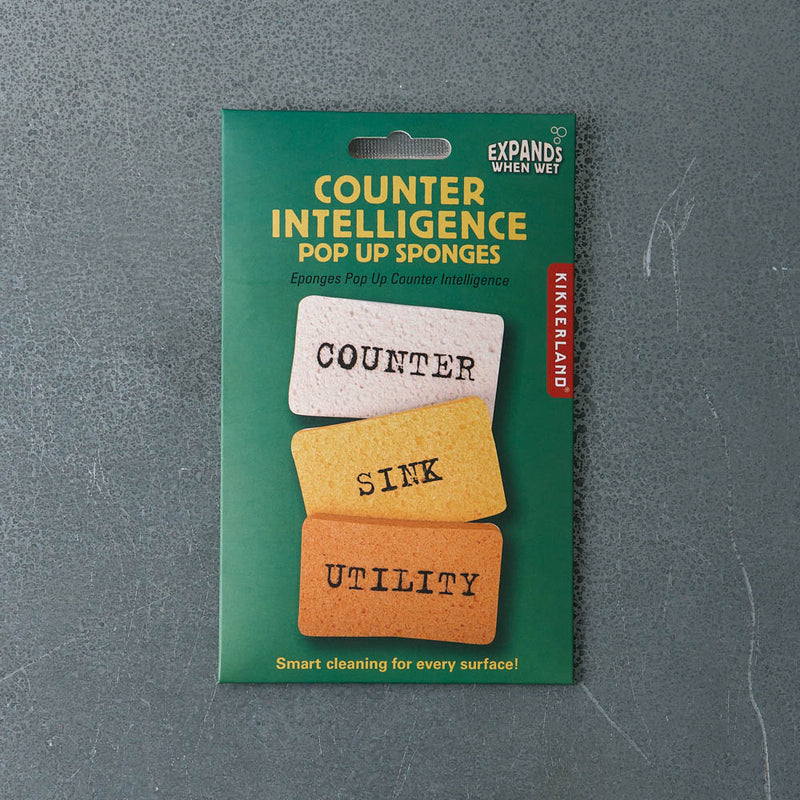 EXPANDS
WHEN WET
COUNTER
INTELLIGENCE
POP UP SPONGES
Eponges Pop Up Counter Intelligence
KIKKERLAND®
COUNTER
SINK
UTILITY
Smart cleaning for every surface!